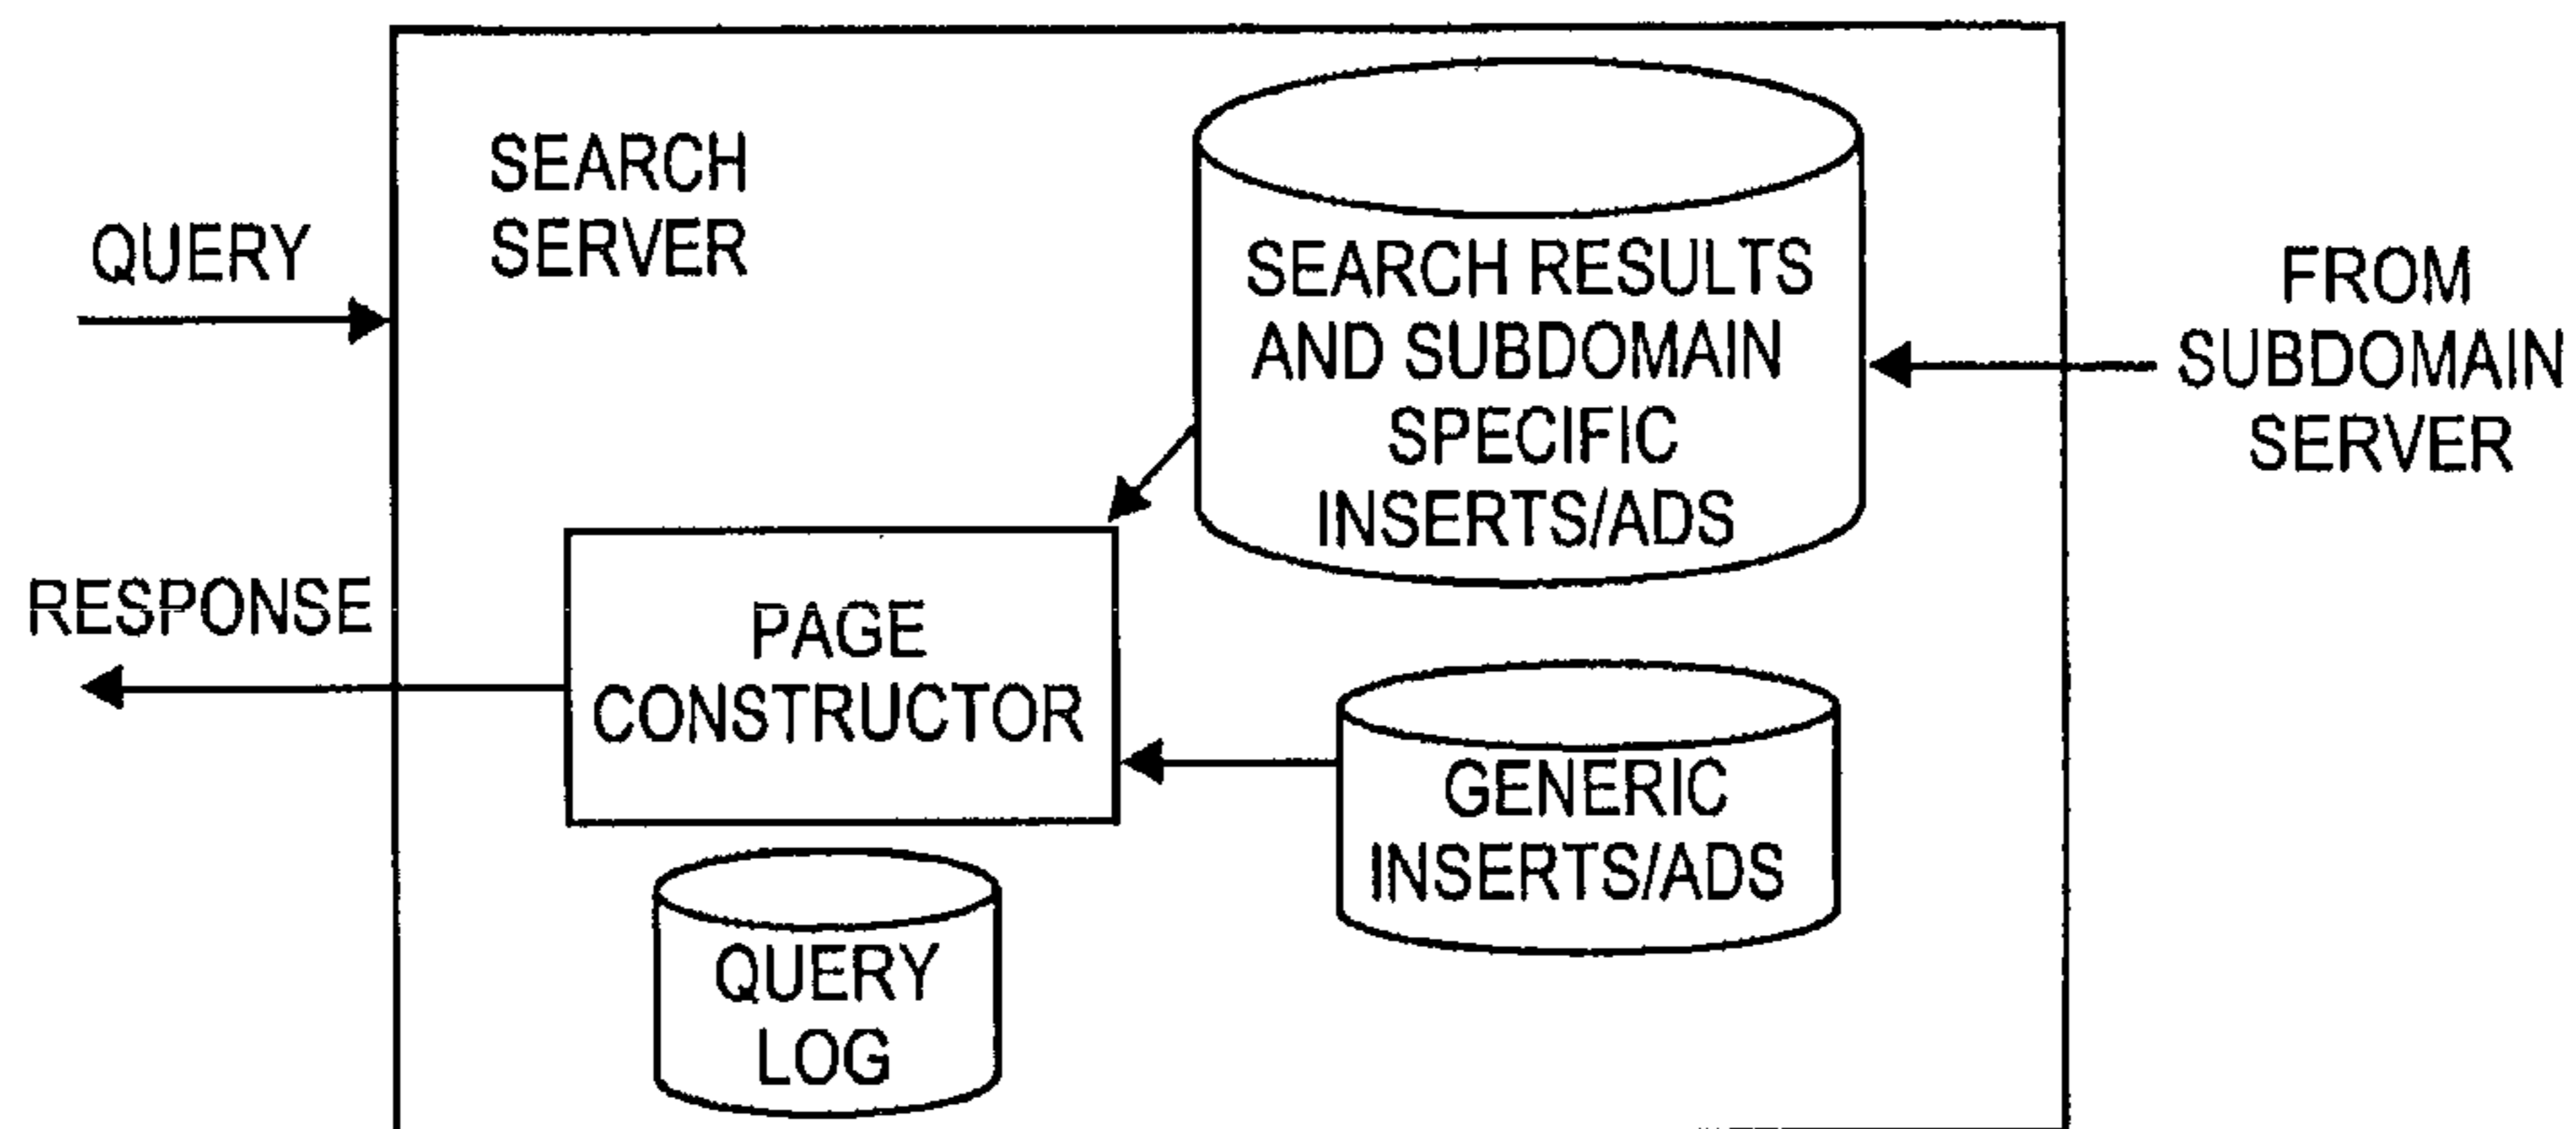 SEARCH
SERVER
QUERY
RESPONSE
SEARCH RESULTS
AND SUBDOMAIN
SPECIFIC
INSERTS/ADS
FROM
SUBDOMAIN
SERVER
PAGE
CONSTRUCTOR
GENERIC
INSERTS/ADS
QUERY
LOG